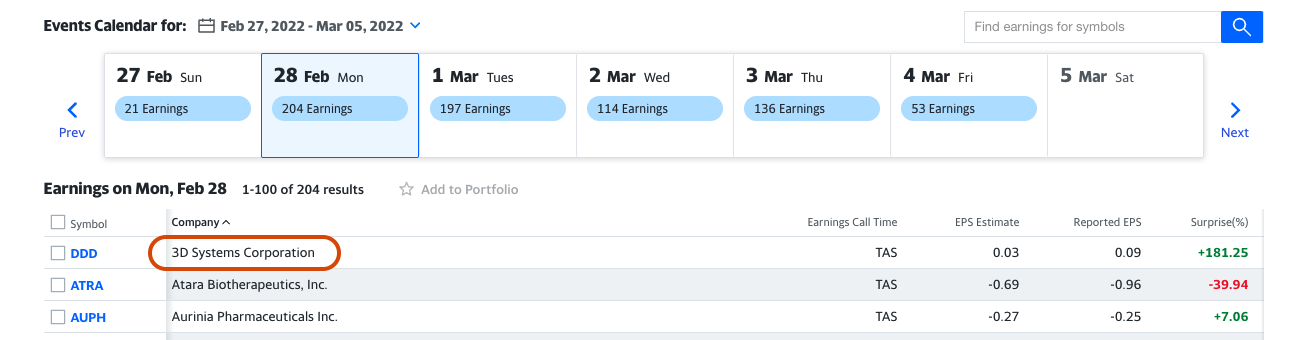 Events Calendar for: Feb 27, 2022 - Mar 05, 2022
Find earnings for symbols
27 Feb Sun 28 Feb Mon 1 Mar Tues 2 Mar Wed 3 Mar Thu 4 Mar Fri 5 Mar Sat
21 Earnings 204 Earnings 197 Earnings 114 Earnings 136 Earnings 53 Earnings
Prev Next
Earnings on Mon, Feb 28 1-100 of 204 results Add to Portfolio
Symbol Company Earnings Call Time EPS Estimate Reported EPS Surprise(%)
DDD 3D Systems Corporation TAS 0.03 0.09 +181.25
ATRA Atara Biotherapeutics, Inc. TAS -0.69 -0.96 -39.94
AUPH Aurinia Pharmaceuticals Inc. TAS -0.27 -0.25 +7.06